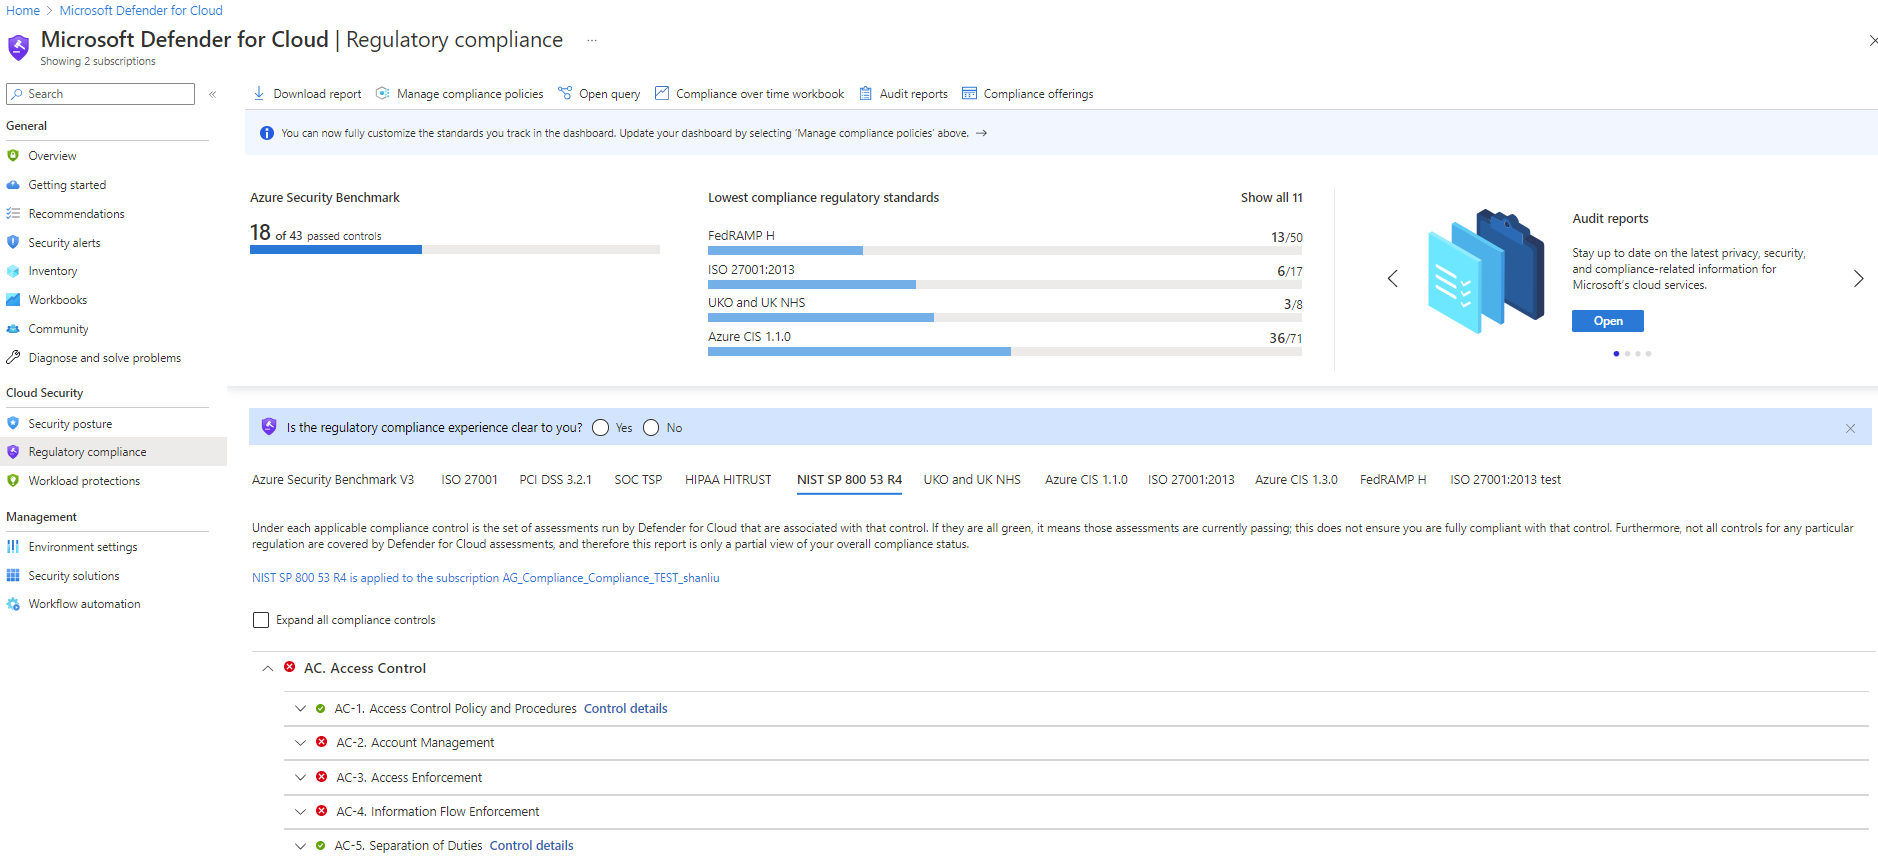 Home > Microsoft Defender for Cloud
Microsoft Defender for Cloud | Regulatory compliance ...
Showing 2 subscriptions
Search
«
General
Overview
Getting started
Recommendations
Security alerts
Inventory
Workbooks
Community
Diagnose and solve problems
Cloud Security
Security posture
Regulatory compliance
Workload protections
Management
Environment settings
Security solutions
Workflow automation
Download report Manage compliance policies Open query Compliance over time workbook Audit reports Compliance offerings
You can now fully customize the standards you track in the dashboard. Update your dashboard by selecting 'Manage compliance policies' above. →
Azure Security Benchmark
18 of 43 passed controls
Lowest compliance regulatory standards Show all 11
FedRAMP H 13/50
ISO 27001:2013 6/17
UKO and UK NHS 3/8
Azure CIS 1.1.0 36/71
Audit reports
Stay up to date on the latest privacy, security,
and compliance-related information for
Microsoft's cloud services.
Open
Is the regulatory compliance experience clear to you? Yes No
Azure Security Benchmark V3 ISO 27001 PCI DSS 3.2.1 SOC TSP HIPAA HITRUST NIST SP 800 53 R4 UKO and UK NHS Azure CIS 1.1.0 ISO 27001:2013 Azure CIS 1.3.0 FedRAMP H ISO 27001:2013 test
Under each applicable compliance control is the set of assessments run by Defender for Cloud that are associated with that control. If they are all green, it means those assessments are currently passing; this does not ensure you are fully compliant with that control. Furthermore, not all controls for any particular
regulation are covered by Defender for Cloud assessments, and therefore this report is only a partial view of your overall compliance status.
NIST SP 800 53 R4 is applied to the subscription AG_Compliance_Compliance_TEST_shanliu
Expand all compliance controls
AC. Access Control
AC-1. Access Control Policy and Procedures Control details
AC-2. Account Management
AC-3. Access Enforcement
AC-4. Information Flow Enforcement
AC-5. Separation of Duties Control details